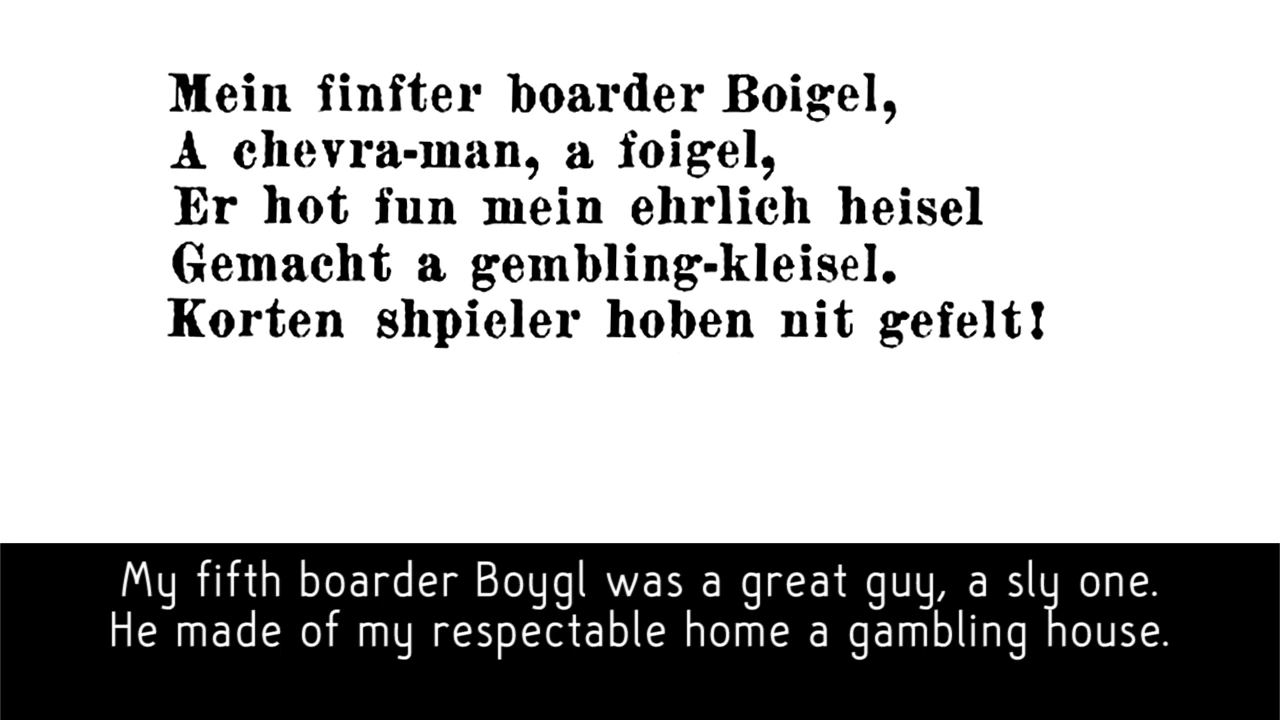 Mein finfter boarder Boigel,
A chevra-man, a foigel,
Er hot fun mein ehrlich heisel
Gemacht a gembling-kleisel.
Korten shpieler hoben nit gefelt!
My fifth boarder Boygl was a great guy, a sly one.
He made of my respectable home a gambling house.